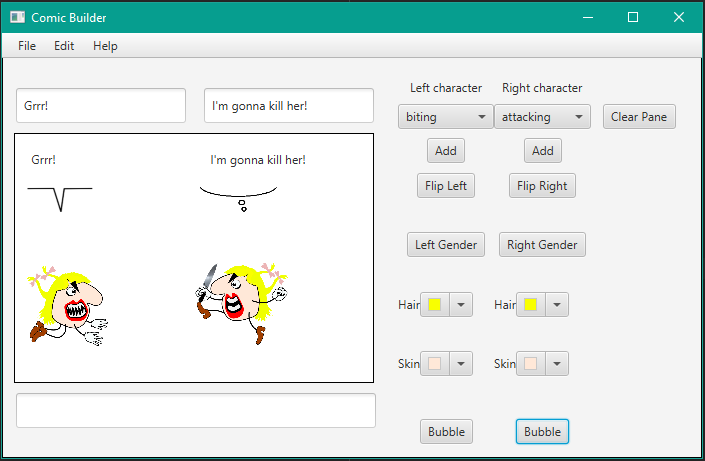 Comic Builder
File Edit Help
Left character Right character
Grrr! I'm gonna kill her! biting attacking Clear Pane
Grrr! I'm gonna kill her! Add Add
Flip Left Flip Right
Left Gender Right Gender
Hair Hair
Skin Skin
Bubble Bubble